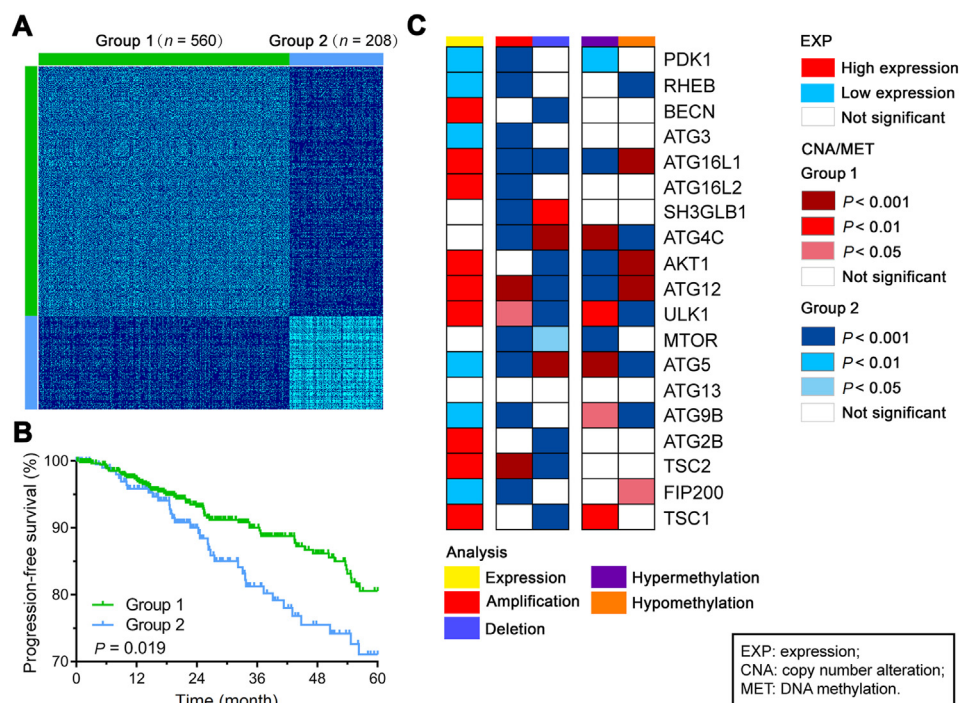 A
Group 1 (n = 560)
Group 2 (n = 208)
B
Progression-free survival (%)
100
90
80
70
Group 1
Group 2
P = 0.019
0
12
24
36
48
60
Time (month)
C
PDK1
RHEB
BECN
ATG3
ATG16L1
ATG16L2
SH3GLB1
ATG4C
AKT1
ATG12
ULK1
MTOR
ATG5
ATG13
ATG9B
ATG2B
TSC2
FIP200
TSC1
Analysis
Expression
Amplification
Deletion
Hypermethylation
Hypomethylation
EXP
High expression
Low expression
Not significant
CNA/MET
Group 1
P < 0.001
P < 0.01
P < 0.05
Not significant
Group 2
P < 0.001
P < 0.01
P < 0.05
Not significant
EXP: expression;
CNA: copy number alteration;
MET: DNA methylation.